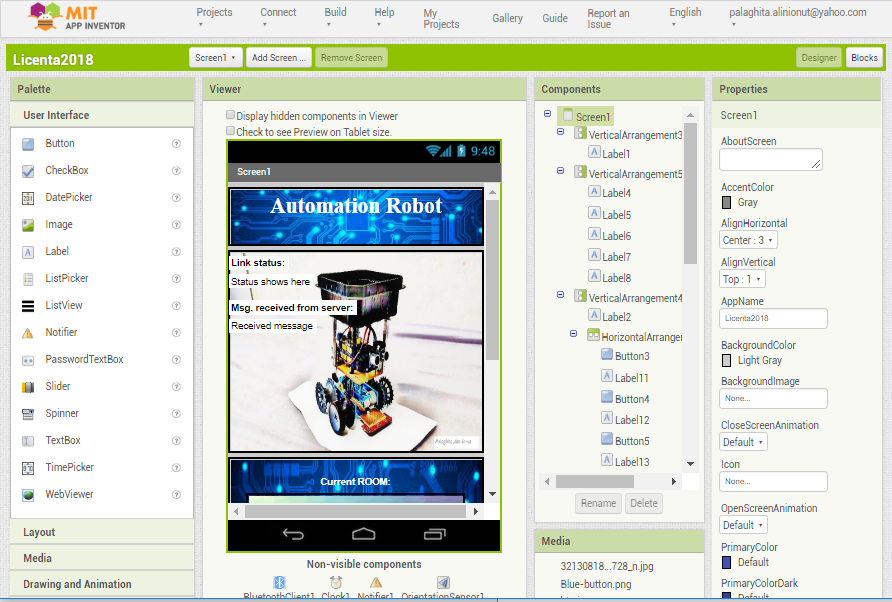 MIT
APP INVENTOR
Projects
Connect
Build
Help
My Projects
Gallery
Guide
Report an Issue
English
palaghita.alinionut@yahoo.com
Licenta2018
Screen1
Add Screen ...
Remove Screen
Designer
Blocks
Palette
User Interface
Button
CheckBox
DatePicker
Image
Label
ListPicker
ListView
Notifier
PasswordTextBox
Slider
Spinner
TextBox
TimePicker
WebViewer
Layout
Media
Drawing and Animation
Viewer
Display hidden components in Viewer
Check to see Preview on Tablet size.
9:48
Screen1
Automation Robot
Link status:
Status shows here
Msg. received from server:
Received message
Current ROOM:
Non-visible components
BluetoothClient1 Clock1 Notifier1 OrientationSensor1
Components
Screen1
VerticalArrangement3
Label1
VerticalArrangement5
Label4
Label5
Label6
Label7
Label8
VerticalArrangement4
Label2
HorizontalArranger
Button3
Label11
Button4
Label12
Button5
Label13
Rename
Delete
Media
32130818...728_n.jpg
Blue-button.png
Properties
Screen1
AboutScreen
AccentColor
Gray
AlignHorizontal
Center : 3
AlignVertical
Top : 1
AppName
Licenta2018
BackgroundColor
Light Gray
BackgroundImage
None...
CloseScreenAnimation
Default
Icon
None...
OpenScreenAnimation
Default
PrimaryColor
Default
PrimaryColorDark
Default